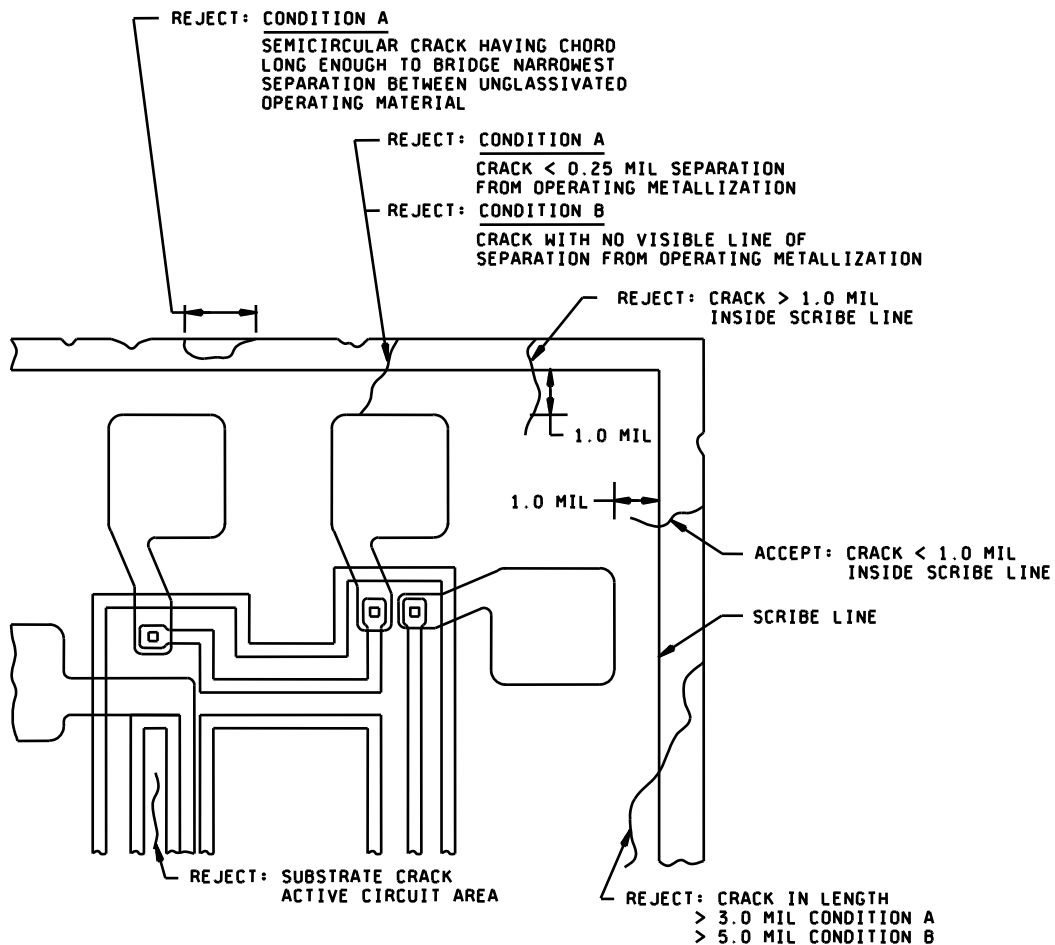 REJECT: CONDITION A
SEMICIRCULAR CRACK HAVING CHORD
LONG ENOUGH TO BRIDGE NARROWEST
SEPARATION BETWEEN UNGLASSIVATED
OPERATING MATERIAL
REJECT: CONDITION A
CRACK < 0.25 MIL SEPARATION
FROM OPERATING METALLIZATION
REJECT: CONDITION B
CRACK WITH NO VISIBLE LINE OF
SEPARATION FROM OPERATING METALLIZATION
REJECT: CRACK > 1.0 MIL
INSIDE SCRIBE LINE
1.0 MIL
1.0 MIL
ACCEPT: CRACK < 1.0 MIL
INSIDE SCRIBE LINE
SCRIBE LINE
REJECT: SUBSTRATE CRACK
ACTIVE CIRCUIT AREA
REJECT: CRACK IN LENGTH
> 3.0 MIL CONDITION A
> 5.0 MIL CONDITION B